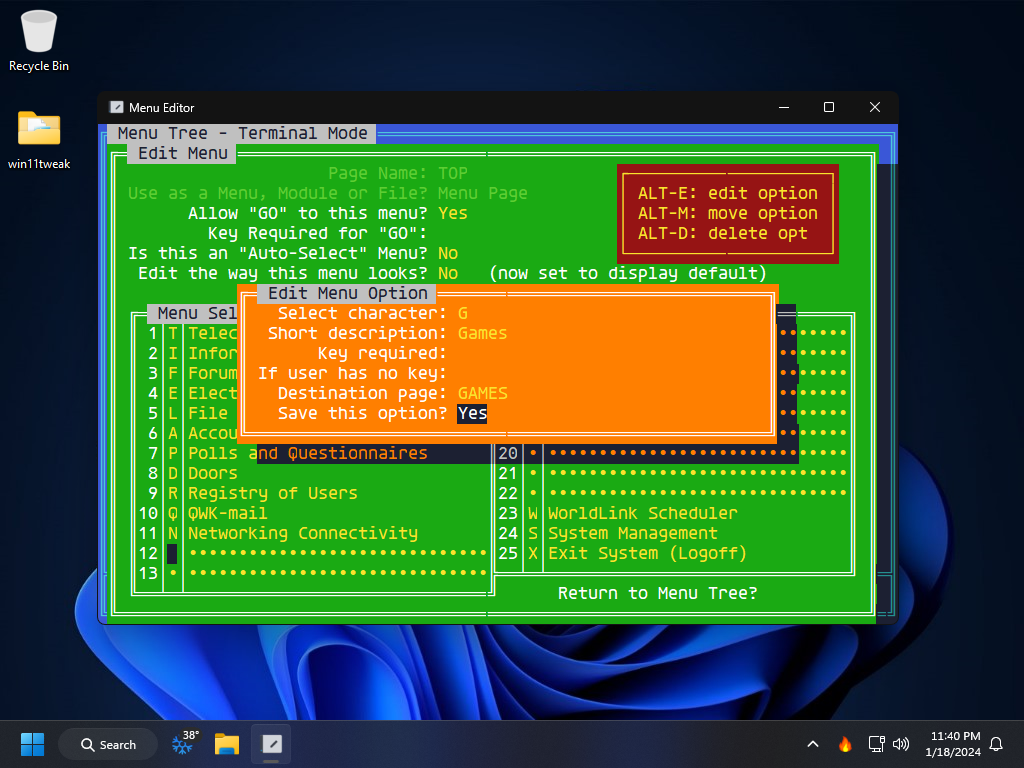 Recycle Bin
win11tweak
Menu Editor
Menu Tree - Terminal Mode
Edit Menu
Page Name: TOP
Use as a Menu, Module or File? Menu Page
Allow "GO" to this menu? Yes
Key Required for "GO":
Is this an "Auto-Select" Menu? No
Edit the way this menu looks? No (now set to display default)
ALT-E: edit option
ALT-M: move option
ALT-D: delete opt
Edit Menu Option
Select character: G
Short description: Games
Key required:
If user has no key:
Destination page: GAMES
Save this option? Yes
Menu Sel
1 T Telec
2 I Infor
3 F Forum
4 E Elect
5 L File
6 A Accou
7 P Polls and Questionnaires
8 D Doors
9 R Registry of Users
10 Q QWK-mail
11 N Networking Connectivity
12
13
20
21
22
23 W WorldLink Scheduler
24 S System Management
25 X Exit System (Logoff)
Return to Menu Tree?
Search
38°
11:40 PM
1/18/2024